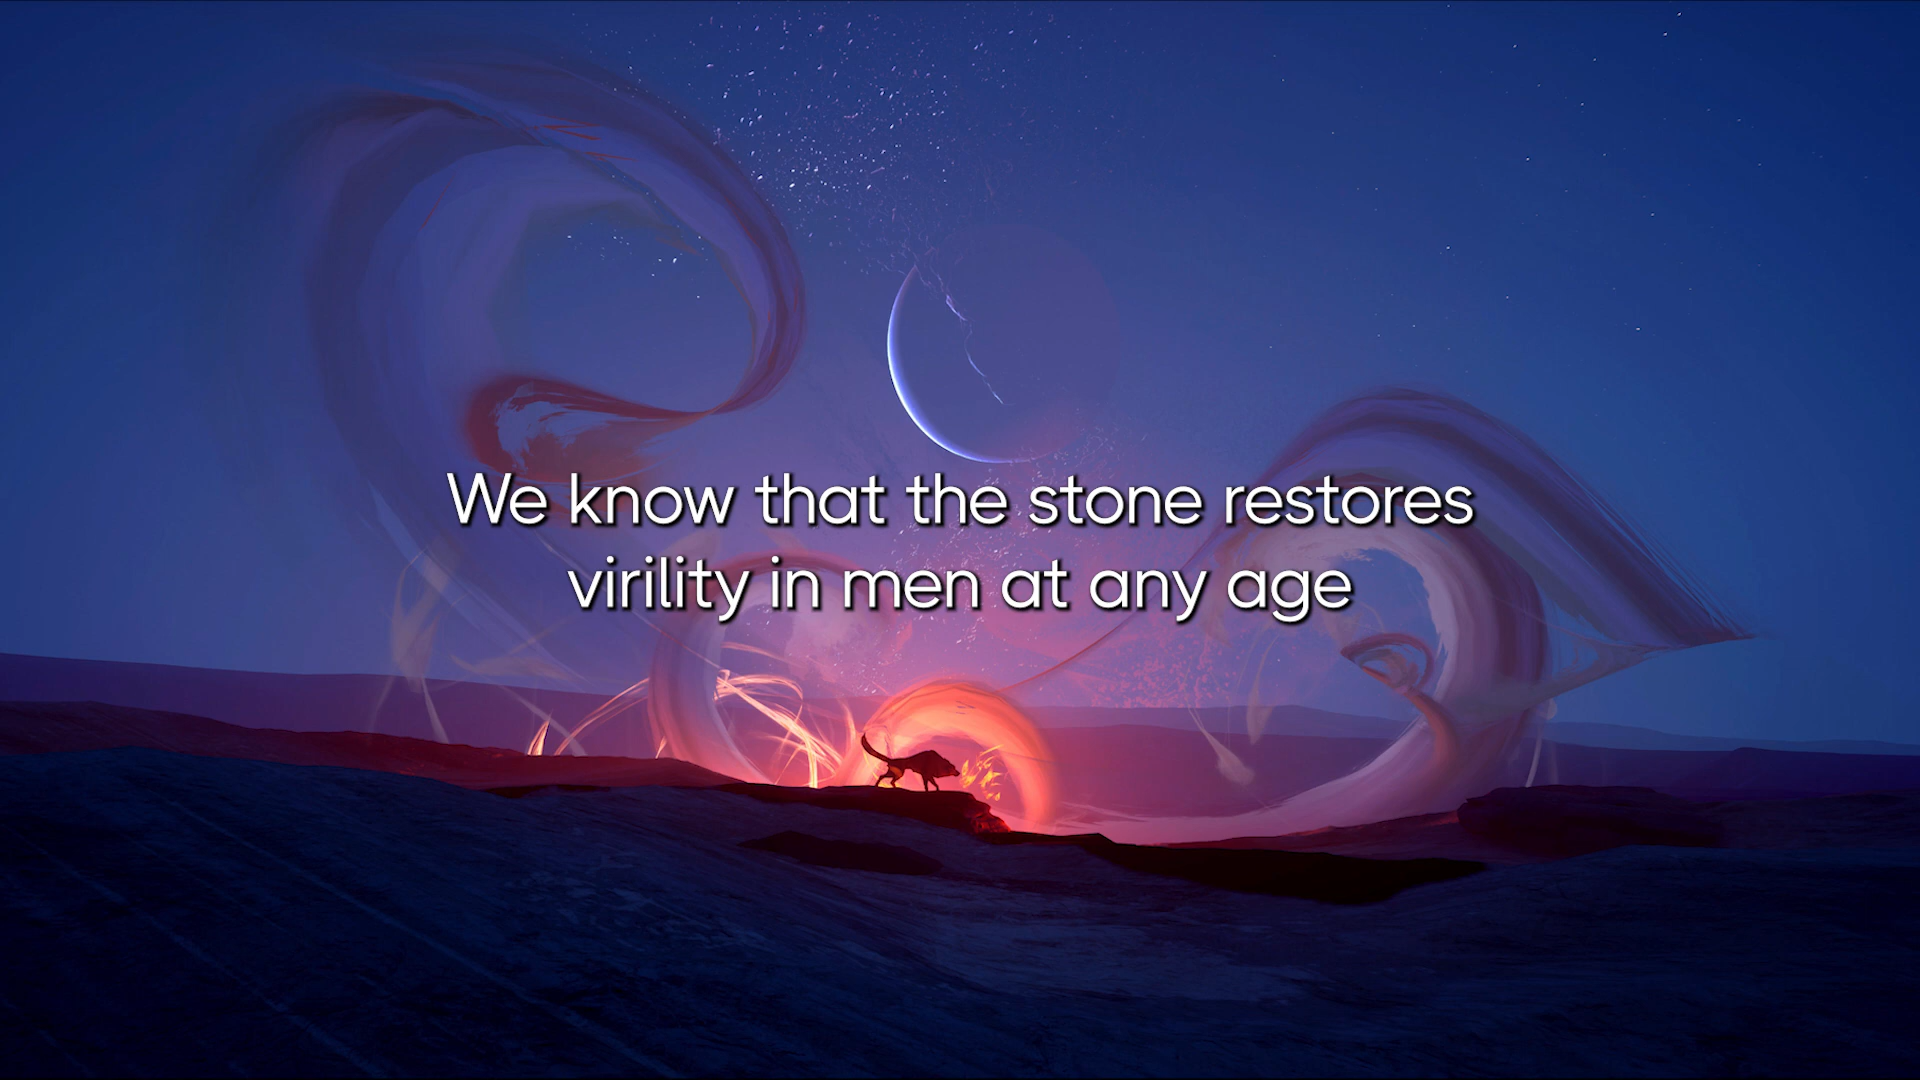 We know that the stone restores
virility in men at any age